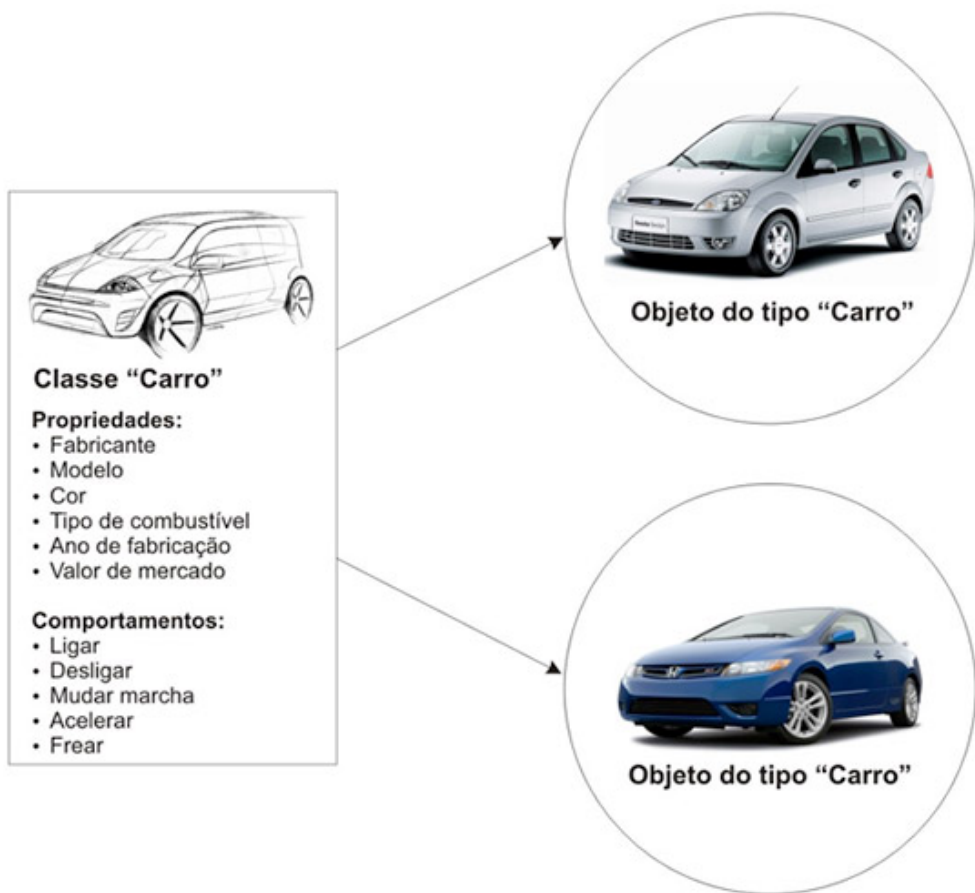 Classe “Carro”
Propriedades:
• Fabricante
• Modelo
• Cor
• Tipo de combustível
• Ano de fabricação
• Valor de mercado
Comportamentos:
• Ligar
• Desligar
• Mudar marcha
• Acelerar
• Frear
Objeto do tipo “Carro”
Objeto do tipo “Carro”